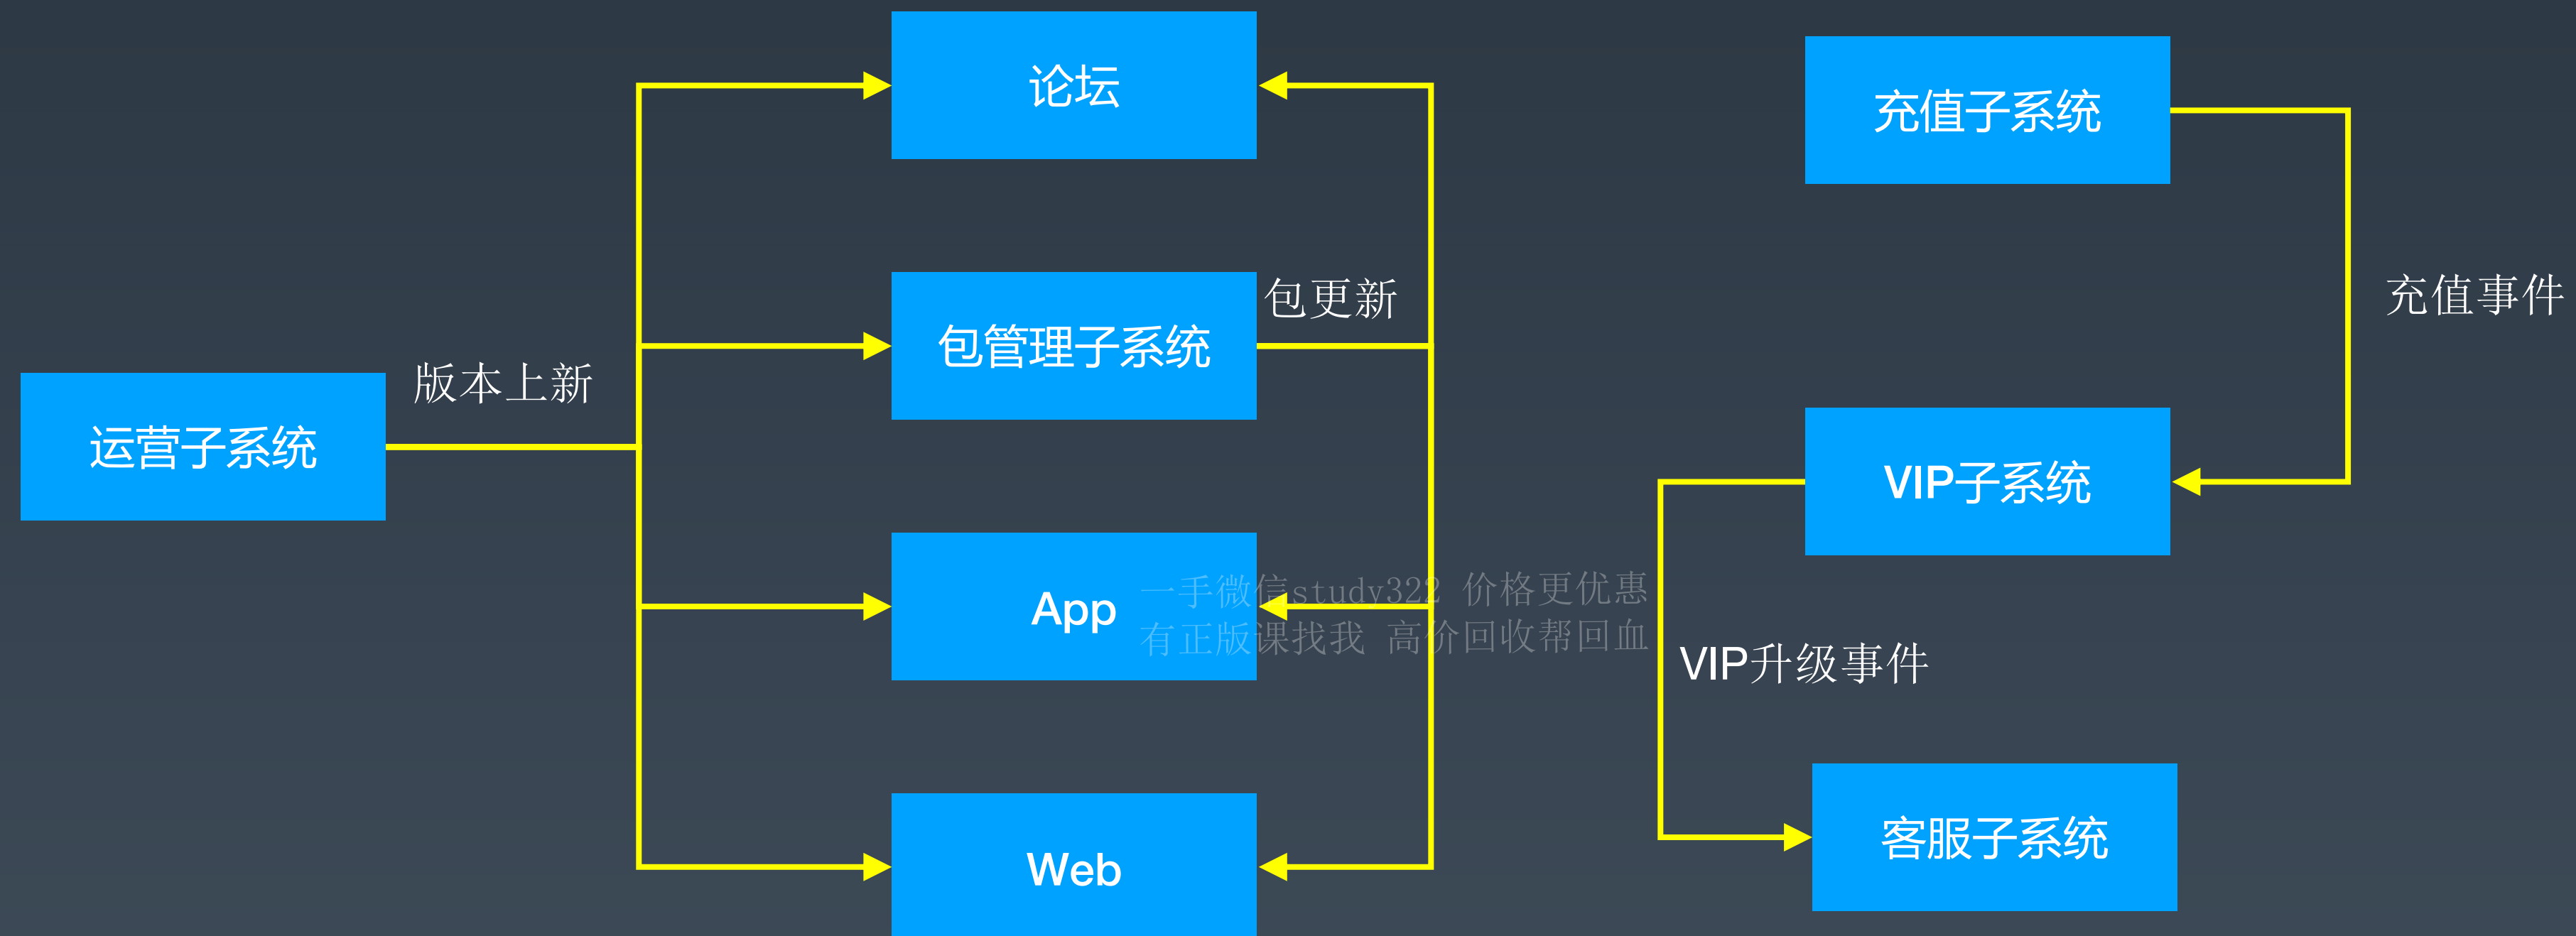 论坛
充值子系统
包更新
充值事件
包管理子系统
版本上新
运营子系统
VIP子系统
App
一手微信study322 价格更优惠
有正版课找我 高价回收帮回血
VIP升级事件
客服子系统
Web